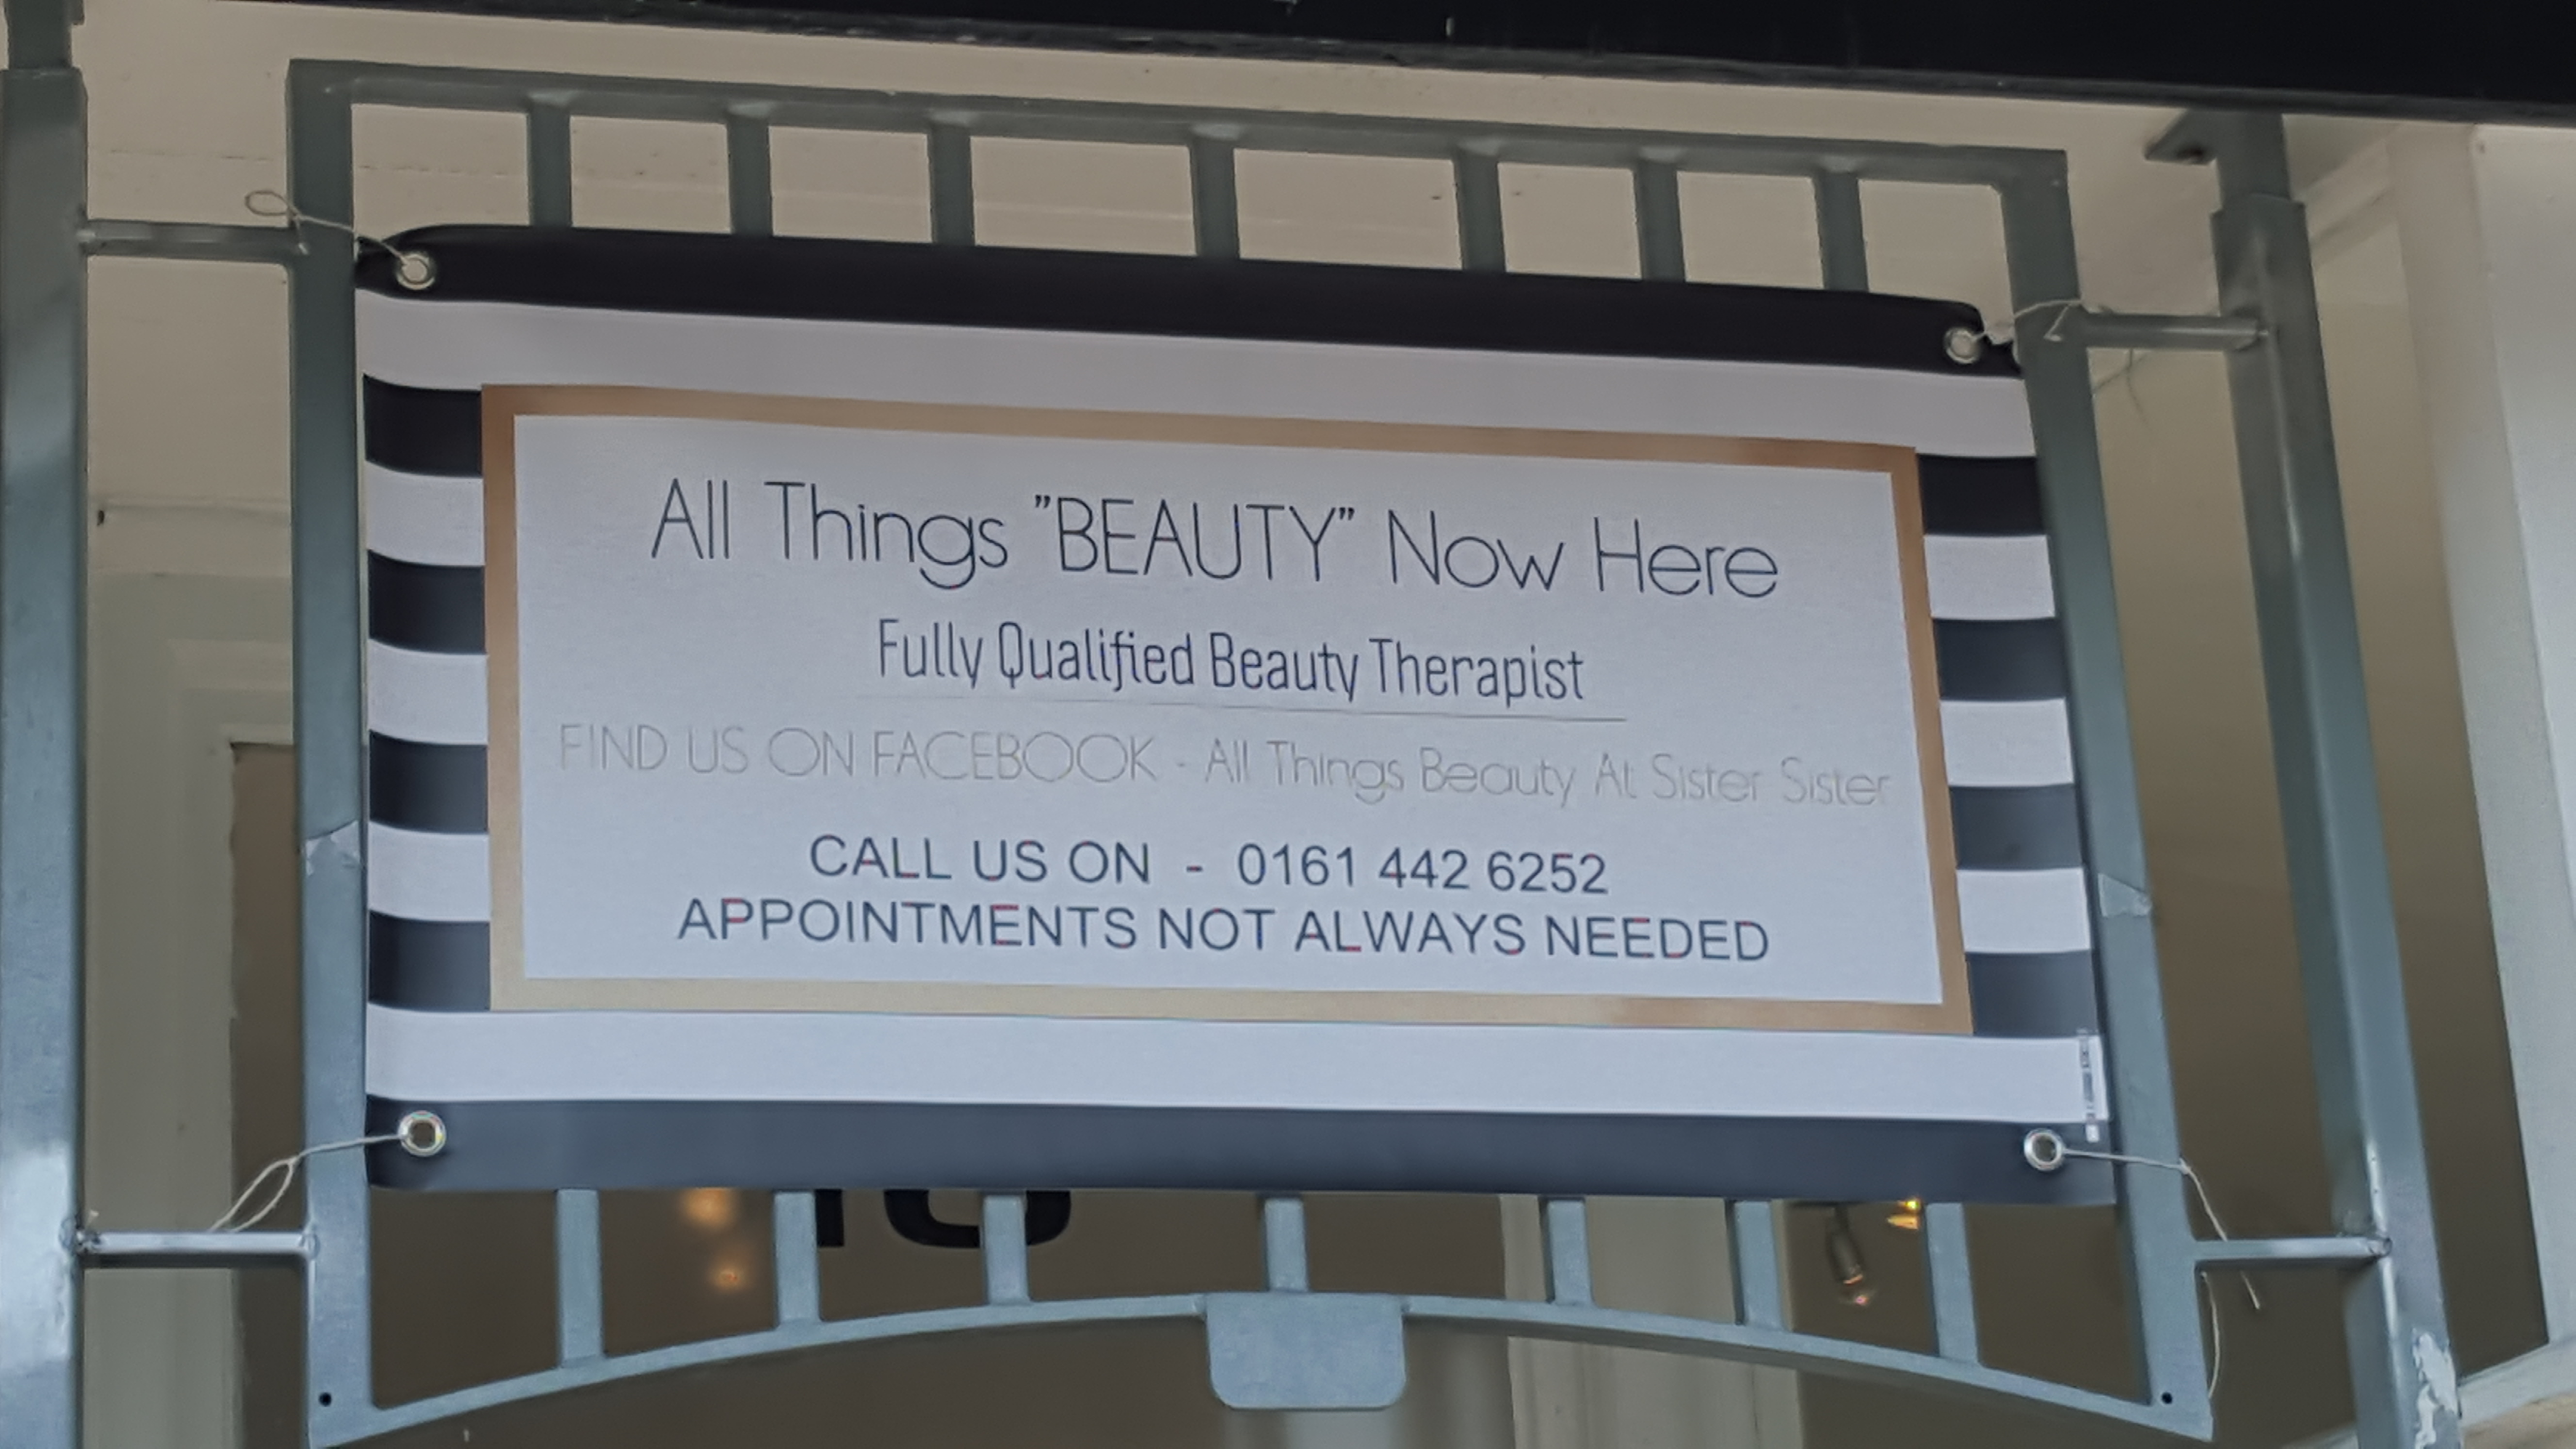 All Things "BEAUTY" Now Here
Fully Qualified Beauty Therapist
FIND US ON FACEBOOK - All Things Beauty At Sister Sister
CALL US ON - 0161 442 6252
APPOINTMENTS NOT ALWAYS NEEDED